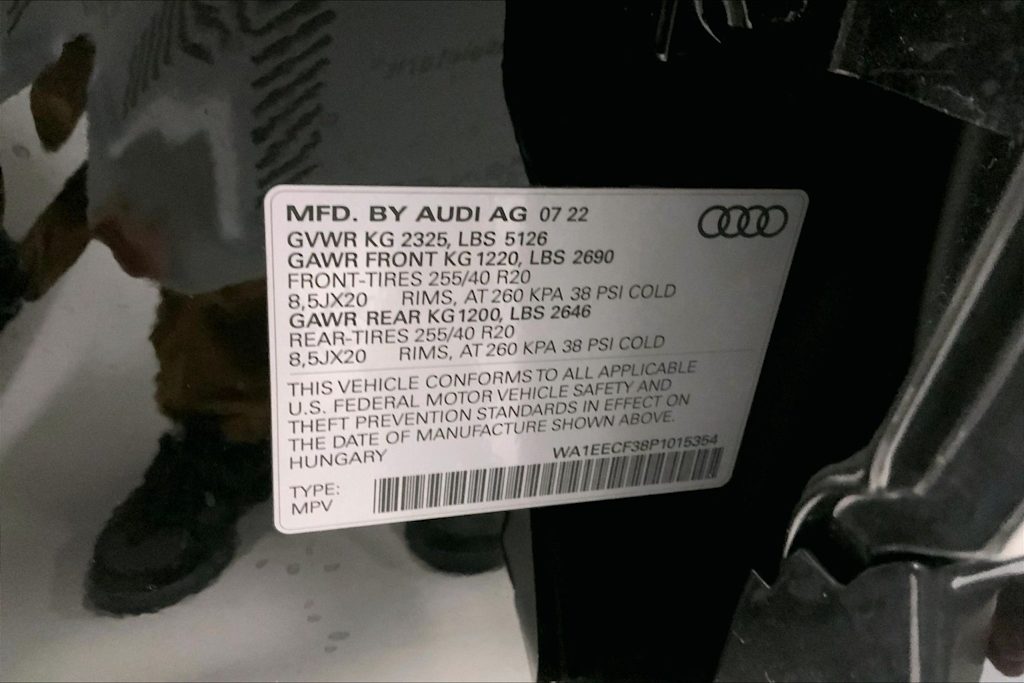 MFD. BY AUDI AG 07 22
GVWR KG 2325, LBS 5126
GAWR FRONT KG 1220, LBS 2690
FRONT-TIRES 255/40 R20
8,5JX20 RIMS, AT 260 KPA 38 PSI COLD
GAWR REAR KG 1200, LBS 2646
REAR-TIRES 255/40 R20
8,5JX20 RIMS, AT 260 KPA 38 PSI COLD
THIS VEHICLE CONFORMS TO ALL APPLICABLE
U.S. FEDERAL MOTOR VEHICLE SAFETY AND
THEFT PREVENTION STANDARDS IN EFFECT ON
THE DATE OF MANUFACTURE SHOWN ABOVE.
HUNGARY WA1EECF38P1015354
TYPE:
MPV